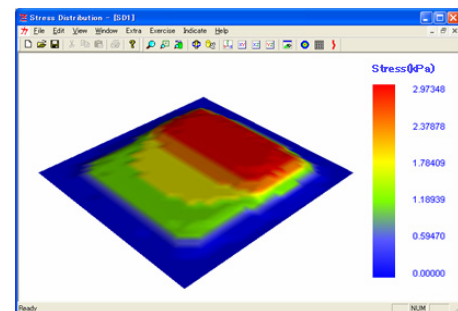 Stress Distribution - [SD1]
File Edit View Window Extra Exercise Indicate Help
Stress(kPa)
2.97348
2.37878
1.78409
1.18939
0.59470
0.00000
Ready NUM